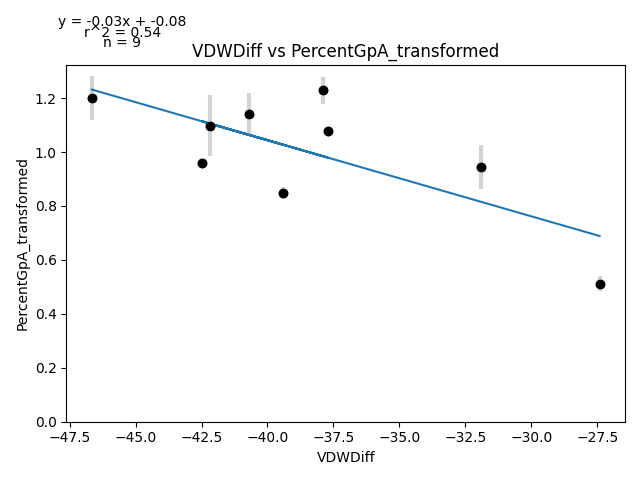 y = -0.03x + -0.08
r^2 = 0.54
n = 9
VDWDiff vs PercentGpA_transformed
PercentGpA_transformed
1.2
1.0
0.8
0.6
0.4
0.2
0.0
−47.5 −45.0 −42.5 −40.0 −37.5 −35.0 −32.5 −30.0 −27.5
VDWDiff